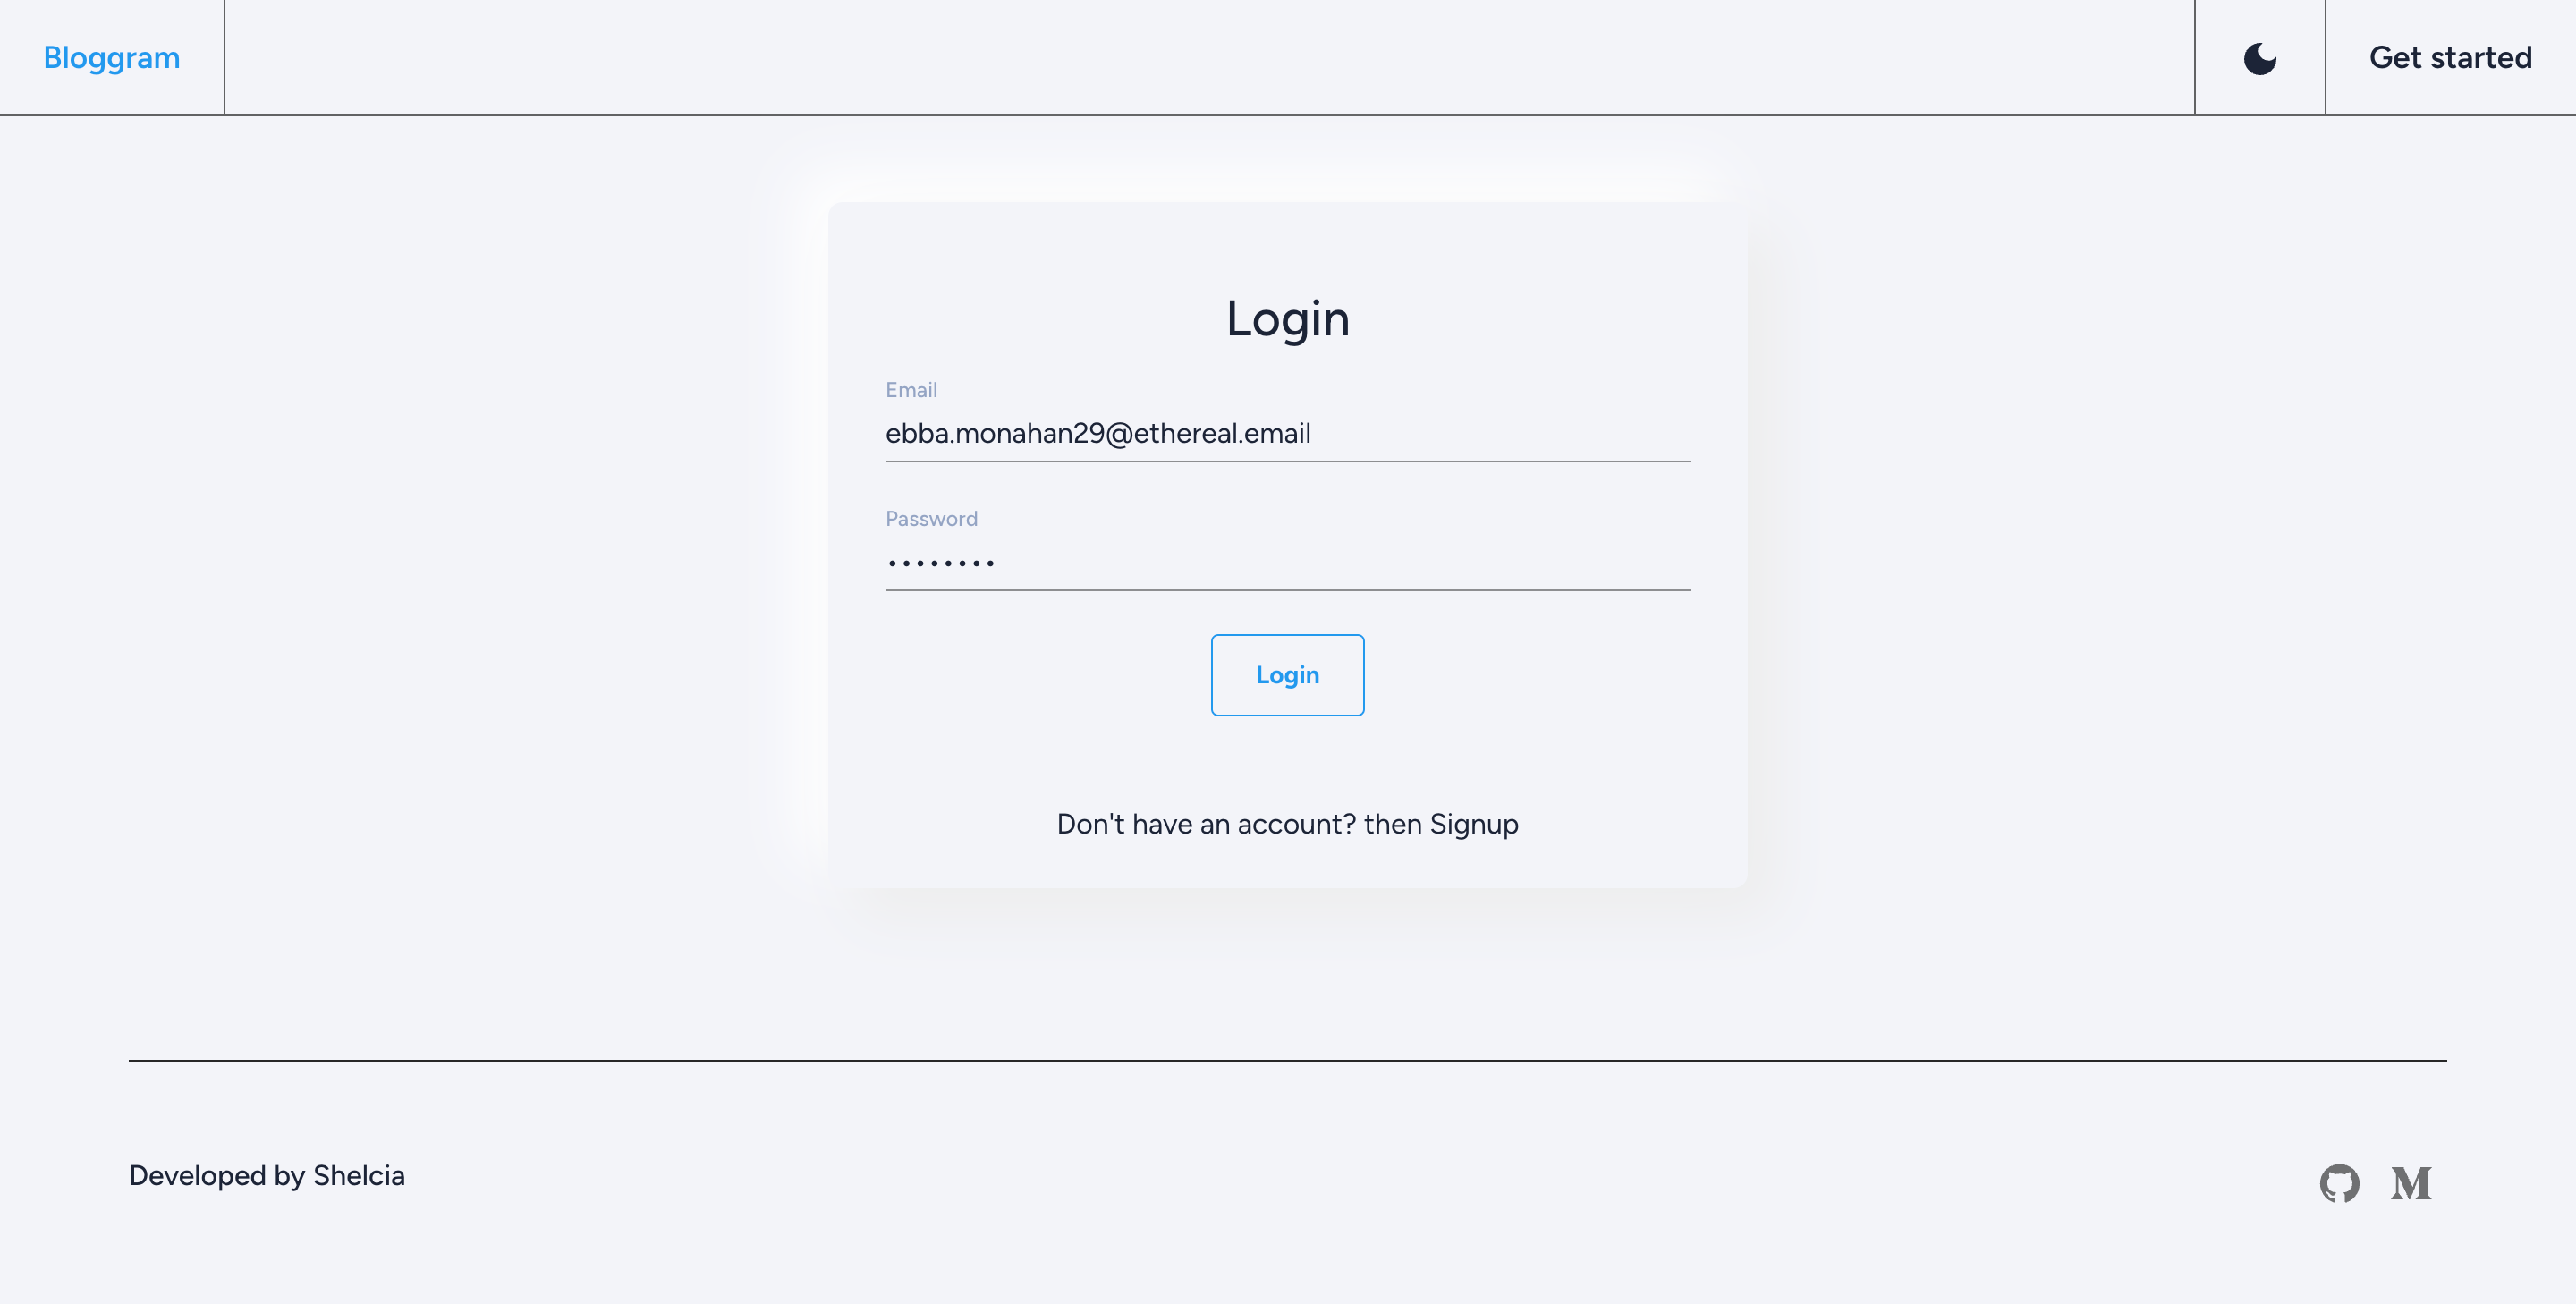 Bloggram
Get started
Login
Email
ebba.monahan29@ethereal.email
Password
••••••••
Login
Don't have an account? then Signup
Developed by Shelcia
M